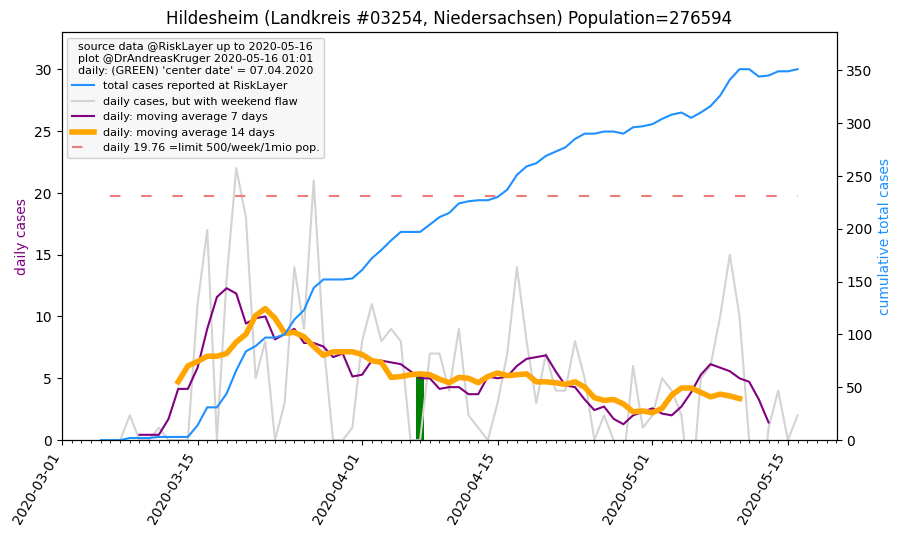 Hildesheim (Landkreis #03254, Niedersachsen) Population=276594
source data @RiskLayer up to 2020-05-16
plot @DrAndreasKruger 2020-05-16 01:01
daily: (GREEN) 'center date' = 07.04.2020
total cases reported at RiskLayer
daily cases, but with weekend flaw
daily: moving average 7 days
daily: moving average 14 days
daily 19.76 =limit 500/week/1mio pop.
daily cases
30
25
20
15
10
5
0
cumulative total cases
350
300
250
200
150
100
50
0
2020-03-01
2020-03-15
2020-04-01
2020-04-15
2020-05-01
2020-05-15